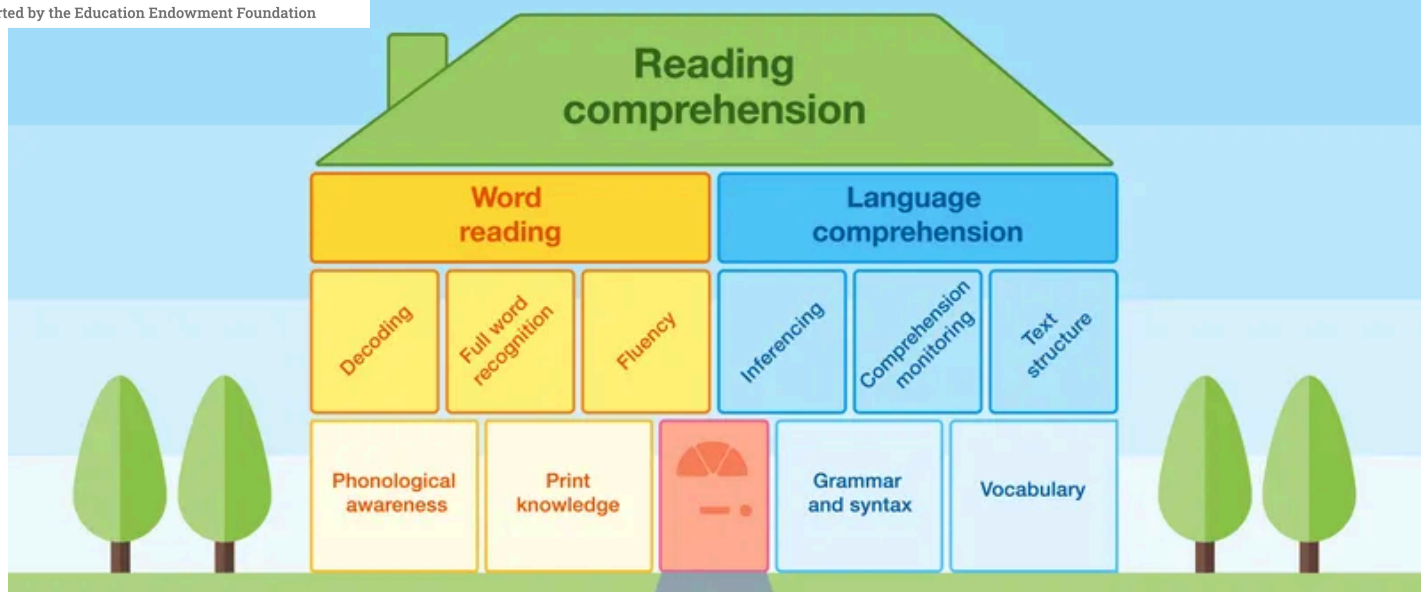 rted by the Education Endowment Foundation
Reading
comprehension
Word
reading
Language
comprehension
Decoding
Full word
recognition
Fluency
Inferencing
Comprehension
monitoring
Text
structure
Phonological
awareness
Print
knowledge
Grammar
and syntax
Vocabulary